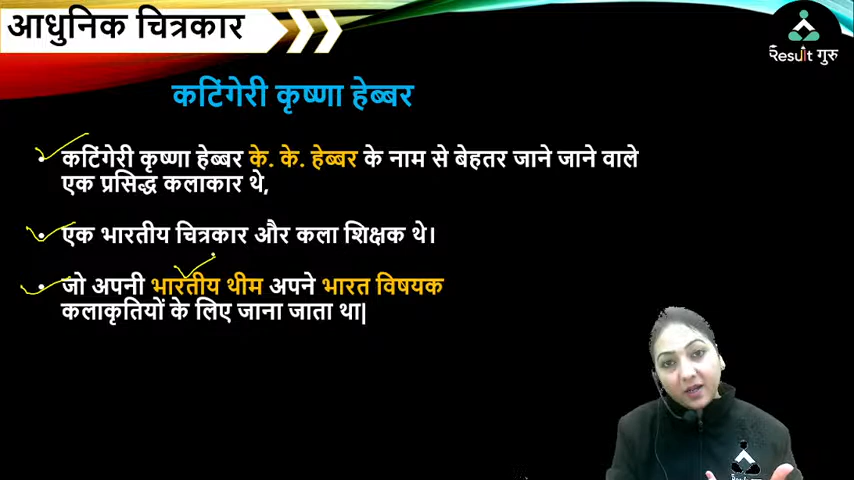 आधुनिक चित्रकार
Result गुरु
कटिंगेरी कृष्णा हेब्बर
• कटिंगेरी कृष्णा हेब्बर के. के. हेब्बर के नाम से बेहतर जाने जाने वाले
एक प्रसिद्ध कलाकार थे,
• एक भारतीय चित्रकार और कला शिक्षक थे।
• जो अपनी भारतीय थीम अपने भारत विषयक
कलाकृतियों के लिए जाना जाता था|